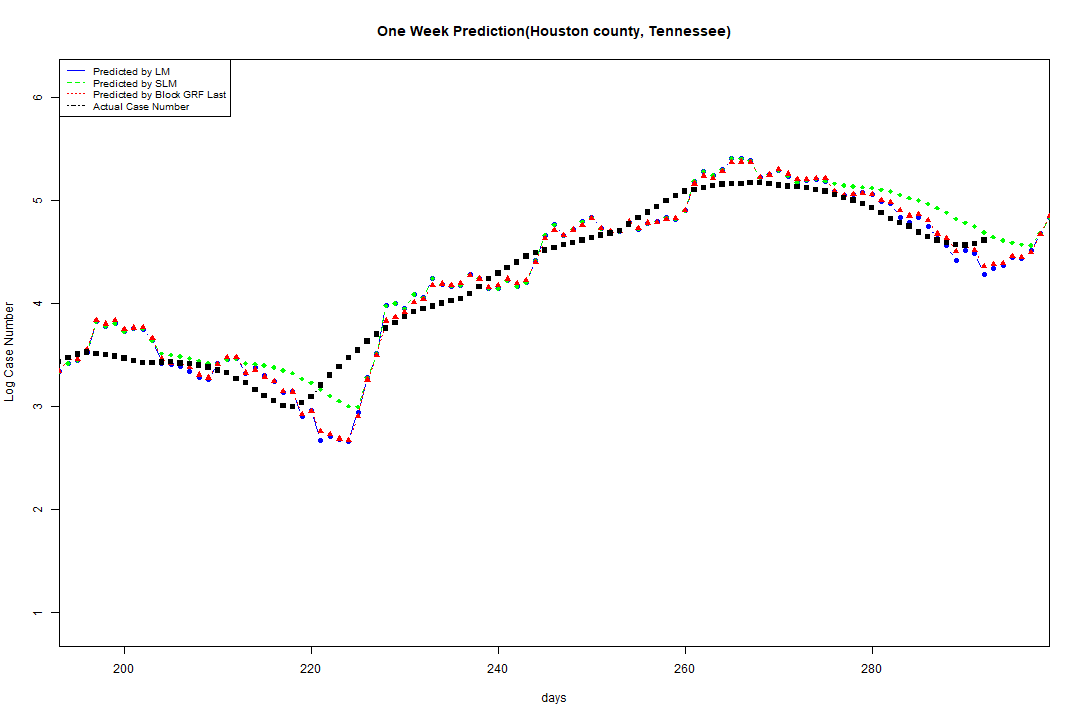 One Week Prediction(Houston county, Tennessee)
Predicted by LM
Predicted by SLM
Predicted by Block GRF Last
Actual Case Number
6
5
4
3
2
1
Log Case Number
200
220
240
260
280
days